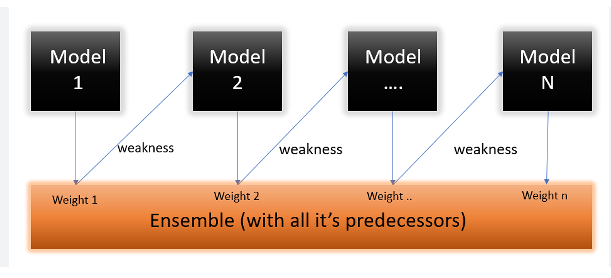 Model
1
Model
2
Model
....
Model
N
weakness
weakness
weakness
Weight 1
Weight 2
Weight ..
Weight n
Ensemble (with all it's predecessors)